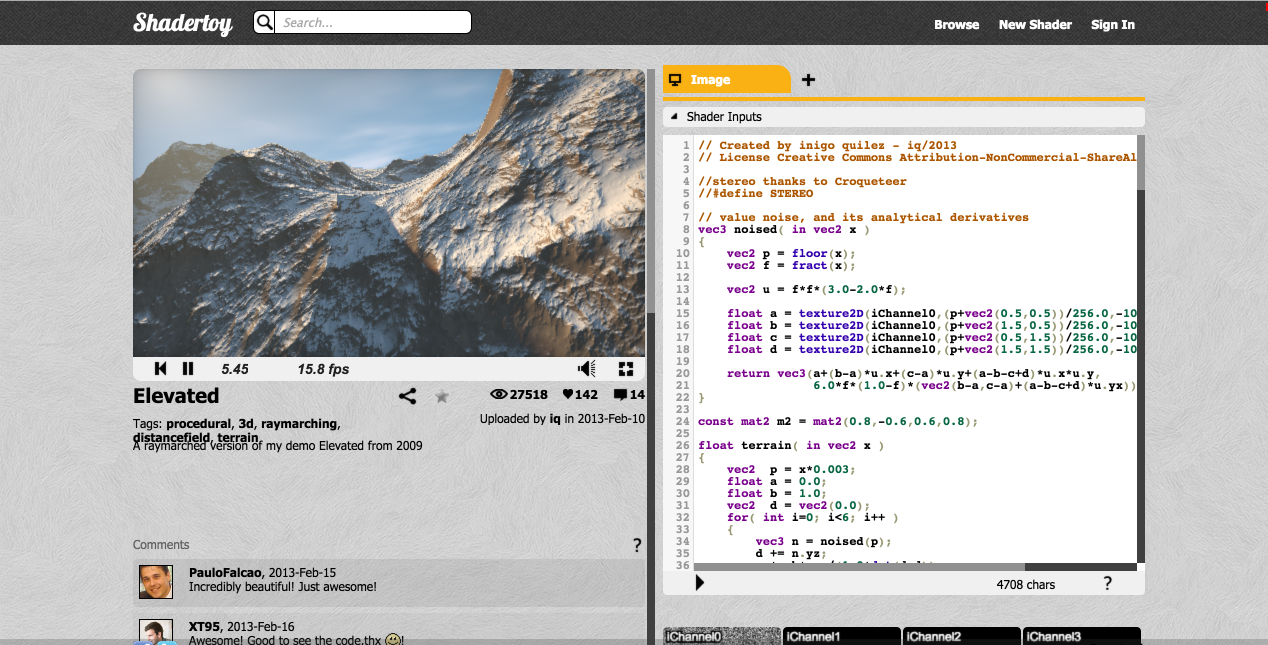 Shadertoy
Search...
Browse New Shader Sign In
5.45 15.8 fps
Elevated
27518 142 14
Tags: procedural, 3d, raymarching,
distancefield, terrain
Uploaded by iq in 2013-Feb-10
A raymarched version of my demo Elevated from 2009
Comments ?
PauloFalcao, 2013-Feb-15
Incredibly beautiful! Just awesome!
XT95, 2013-Feb-16
Awesome! Good to see the code,thx !
Image +
Shader Inputs
1 // Created by inigo quilez - iq/2013
2 // License Creative Commons Attribution-NonCommercial-ShareAl
3
4 //stereo thanks to Croqueteer
5 //#define STEREO
6
7 // value noise, and its analytical derivatives
8 vec3 noised( in vec2 x )
9 {
10 vec2 p = floor(x);
11 vec2 f = fract(x);
12
13 vec2 u = f*f*(3.0-2.0*f);
14
15 float a = texture2D(iChannel0,(p+vec2(0.5,0.5))/256.0,-10
16 float b = texture2D(iChannel0,(p+vec2(1.5,0.5))/256.0,-10
17 float c = texture2D(iChannel0,(p+vec2(0.5,1.5))/256.0,-10
18 float d = texture2D(iChannel0,(p+vec2(1.5,1.5))/256.0,-10
19
20 return vec3(a+(b-a)*u.x+(c-a)*u.y+(a-b-c+d)*u.x*u.y,
21 6.0*f*(1.0-f)*(vec2(b-a,c-a)+(a-b-c+d)*u.yx))
22 }
23
24 const mat2 m2 = mat2(0.8,-0.6,0.6,0.8);
25
26 float terrain( in vec2 x )
27 {
28 vec2 p = x*0.003;
29 float a = 0.0;
30 float b = 1.0;
31 vec2 d = vec2(0.0);
32 for( int i=0; i<6; i++ )
33 {
34 vec3 n = noised(p);
35 d += n.yz;
36
4708 chars ?
iChannel0 iChannel1 iChannel2 iChannel3